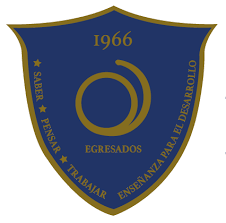 1966
EGRESADOS
★ SABER ★ PENSAR ★ TRABAJAR
ENSEÑANZA PARA EL DESARROLLO